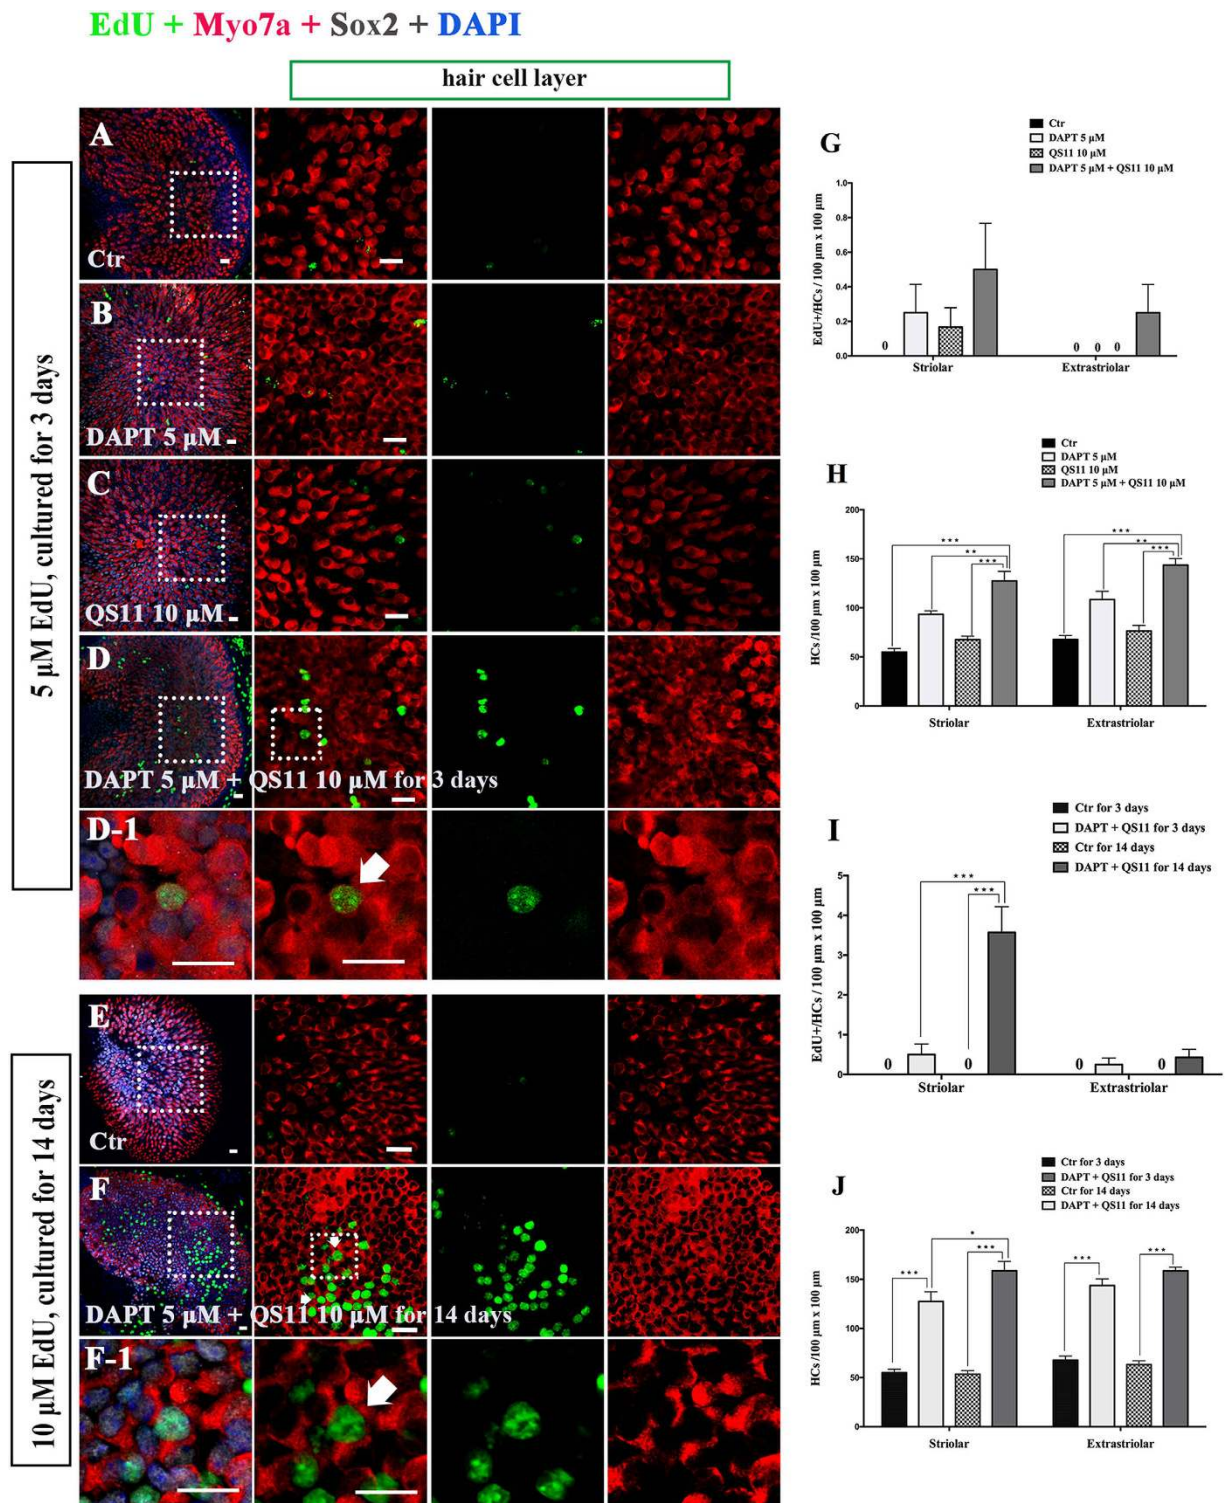 EdU + Myo7a + Sox2 + DAPI
hair cell layer
5 µM EdU, cultured for 3 days
A
Ctr
B
DAPT 5 µM
C
QS11 10 µM
D
DAPT 5 µM + QS11 10 µM for 3 days
D-1
10 µM EdU, cultured for 14 days
E
Ctr
F
DAPT 5 µM + QS11 10 µM for 14 days
F-1
G
Ctr
DAPT 5 µM
QS11 10 µM
DAPT 5 µM + QS11 10 µM
EdU+/HCs / 100 µm x 100 µm
1.0
0.8
0.6
0.4
0.2
0.0
0
0 0 0
Striolar
Extrastriolar
H
Ctr
DAPT 5 µM
QS11 10 µM
DAPT 5 µM + QS11 10 µM
HCs /100 µm x 100 µm
200
150
100
50
0
***
**
***
***
**
***
Striolar
Extrastriolar
I
Ctr for 3 days
DAPT + QS11 for 3 days
Ctr for 14 days
DAPT + QS11 for 14 days
EdU+/HCs / 100 µm x 100 µm
5
4
3
2
1
0
***
***
0 0
0 0
Striolar
Extrastriolar
J
Ctr for 3 days
DAPT + QS11 for 3 days
Ctr for 14 days
DAPT + QS11 for 14 days
HCs /100 µm x 100 µm
200
150
100
50
0
*
***
***
***
***
Striolar
Extrastriolar